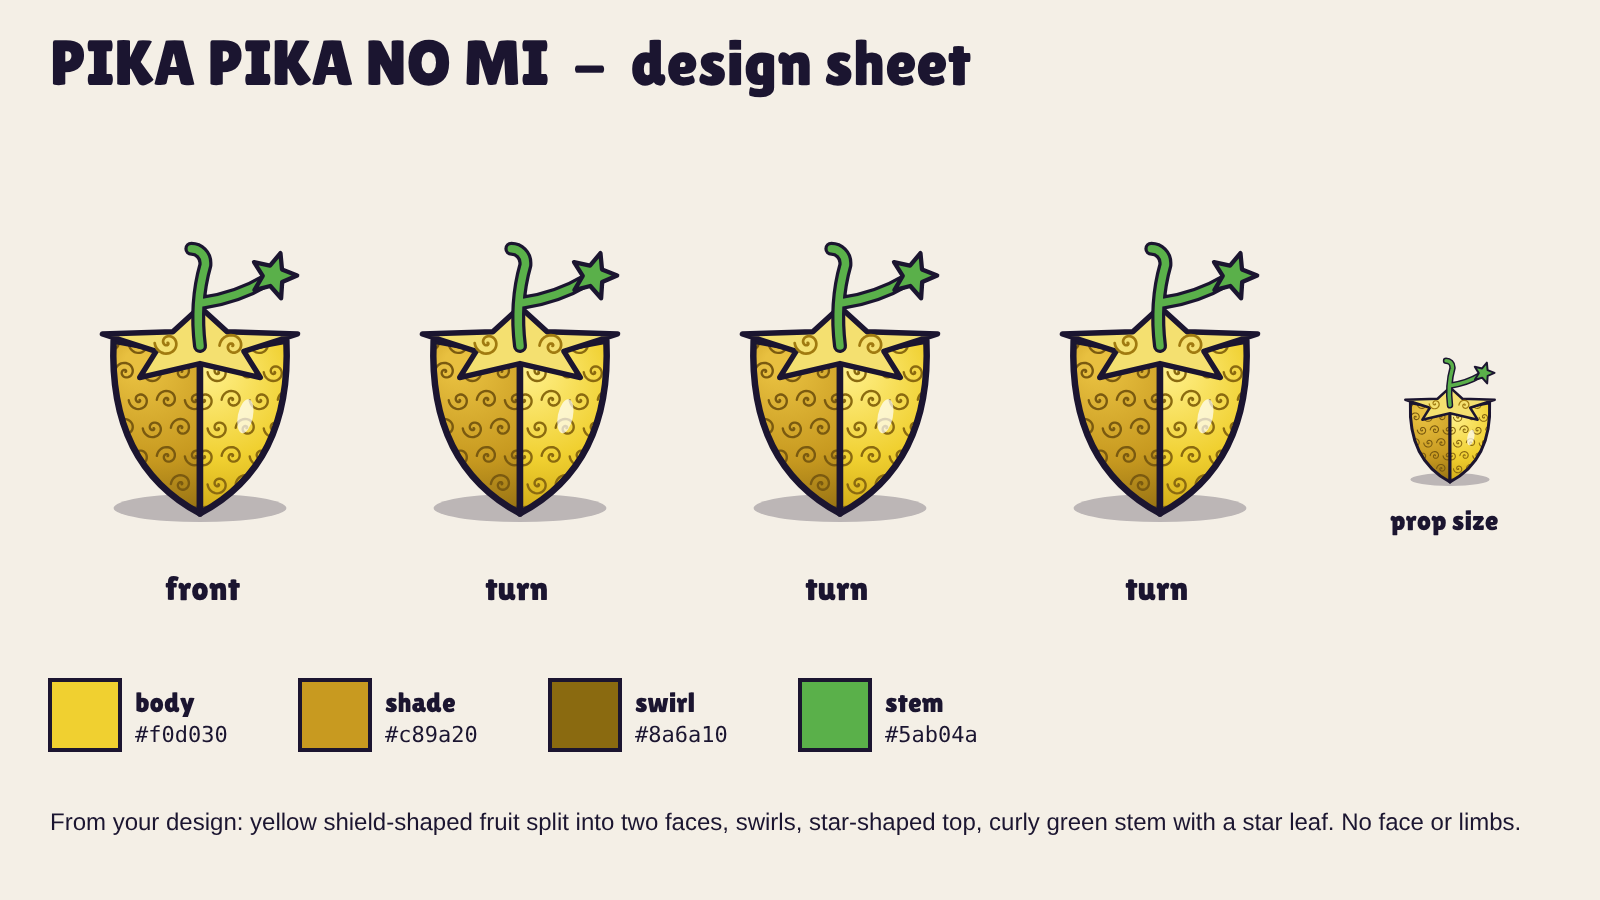 PIKA PIKA NO MI – design sheet
prop size
front
turn
turn
turn
body
#f0d030
shade
#c89a20
swirl
#8a6a10
stem
#5ab04a
From your design: yellow shield-shaped fruit split into two faces, swirls, star-shaped top, curly green stem with a star leaf. No face or limbs.